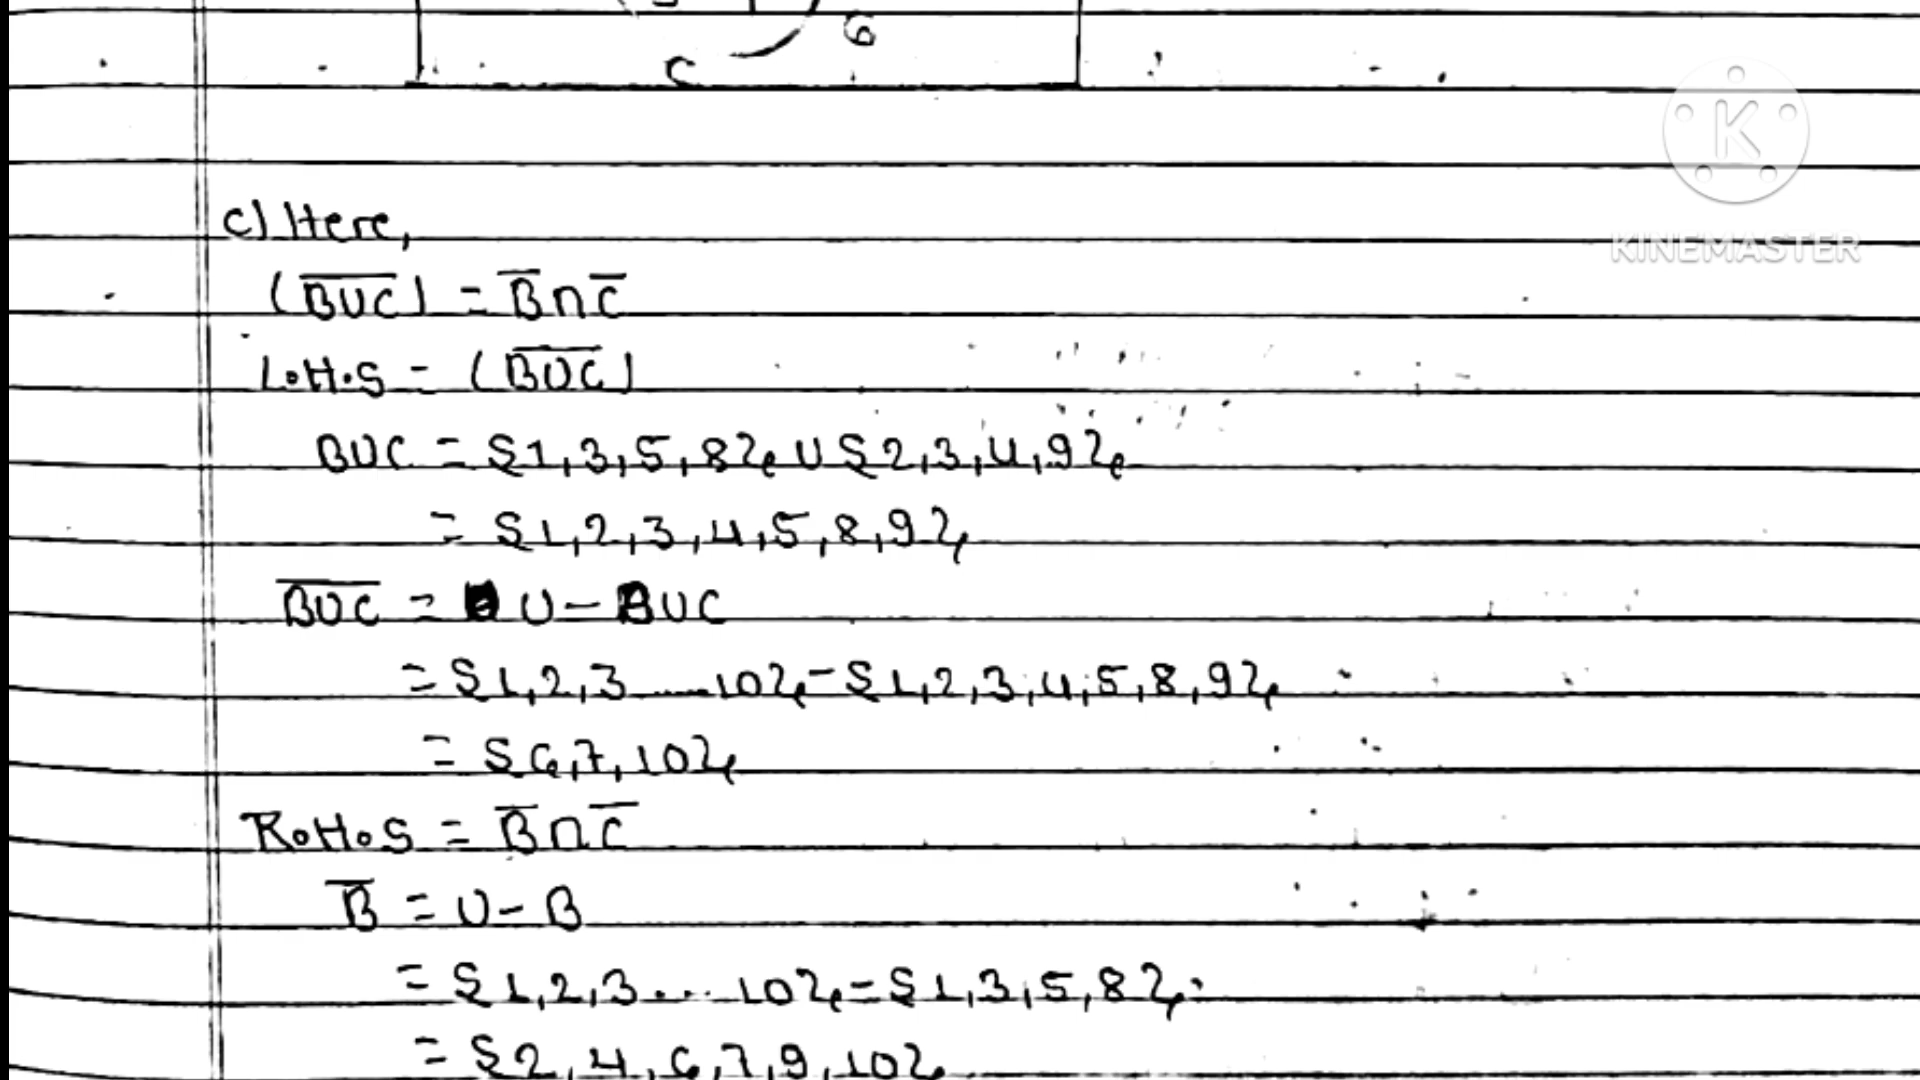 G
C
K
KINEMASTER
c) Here,
(B̅U̅C̅) = B̅∩C̅
L.H.S = (B̅U̅C̅)
BUC = {1,3,5,8} U {2,3,4,9}
= {1,2,3,4,5,8,9}
B̅U̅C̅ = U - BUC
= {1,2,3......10} - {1,2,3,4,5,8,9}
= {6,7,10}
R.H.S = B̅∩C̅
B̅ = U - B
= {1,2,3...10} = {1,3,5,8}
= {2,4,6,7,9,10}